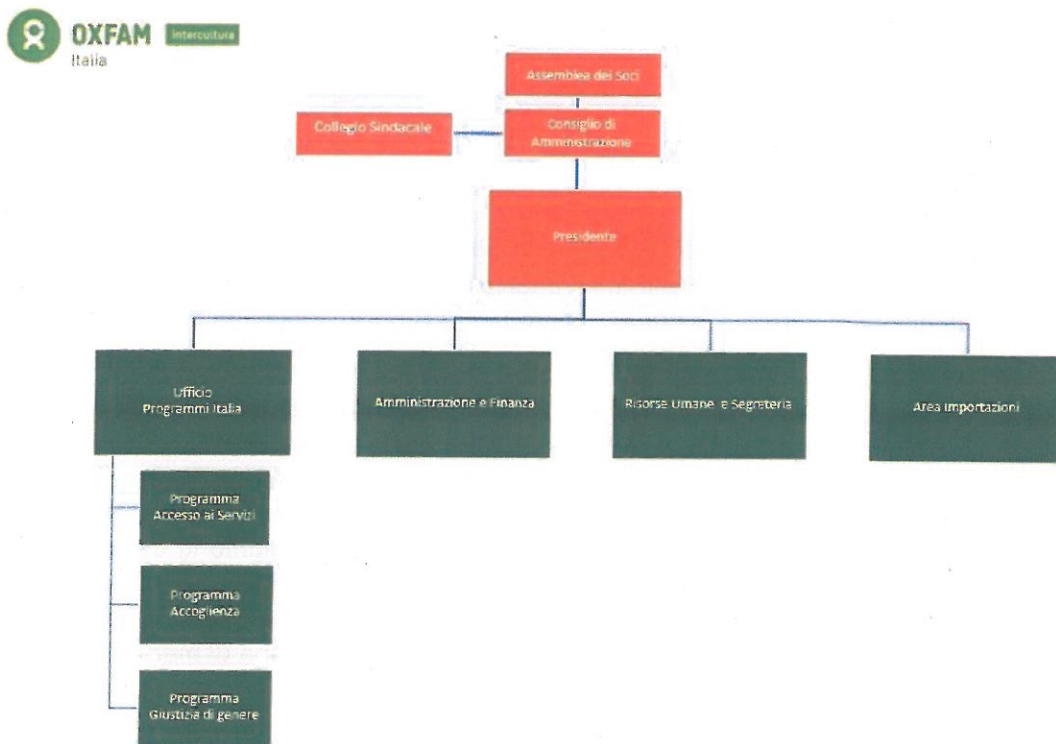 OXFAM
Intercultura
Italia
Assemblea dei Soci
Collegio Sindacale
Consiglio di
Amministrazione
Presidente
Ufficio
Programmi Italia
Amministrazione e Finanza
Risorse Umane e Segreteria
Area Importazioni
Programma
Accesso ai Servizi
Programma
Accoglienza
Programma
Giustizia di genere